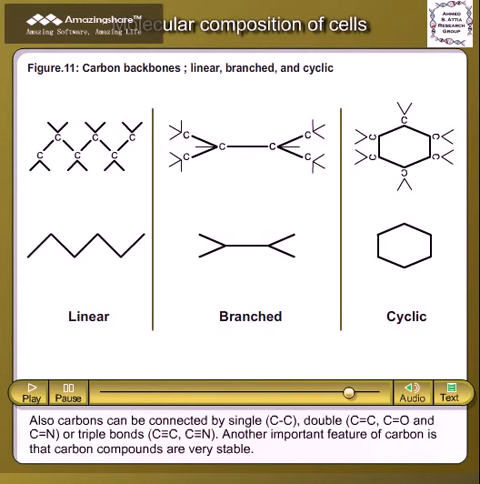 Amazingshare™
Amazing Software, Amazing Life
Molecular composition of cells
AHMED
S. ATTIA
RESEARCH
GROUP
Figure.11: Carbon backbones ; linear, branched, and cyclic
C C C
C C C
C C C C C C
C
C C
C C
C
Linear Branched Cyclic
Play Pause Audio Text
Also carbons can be connected by single (C-C), double (C=C, C=O and
C=N) or triple bonds (C≡C, C≡N). Another important feature of carbon is
that carbon compounds are very stable.